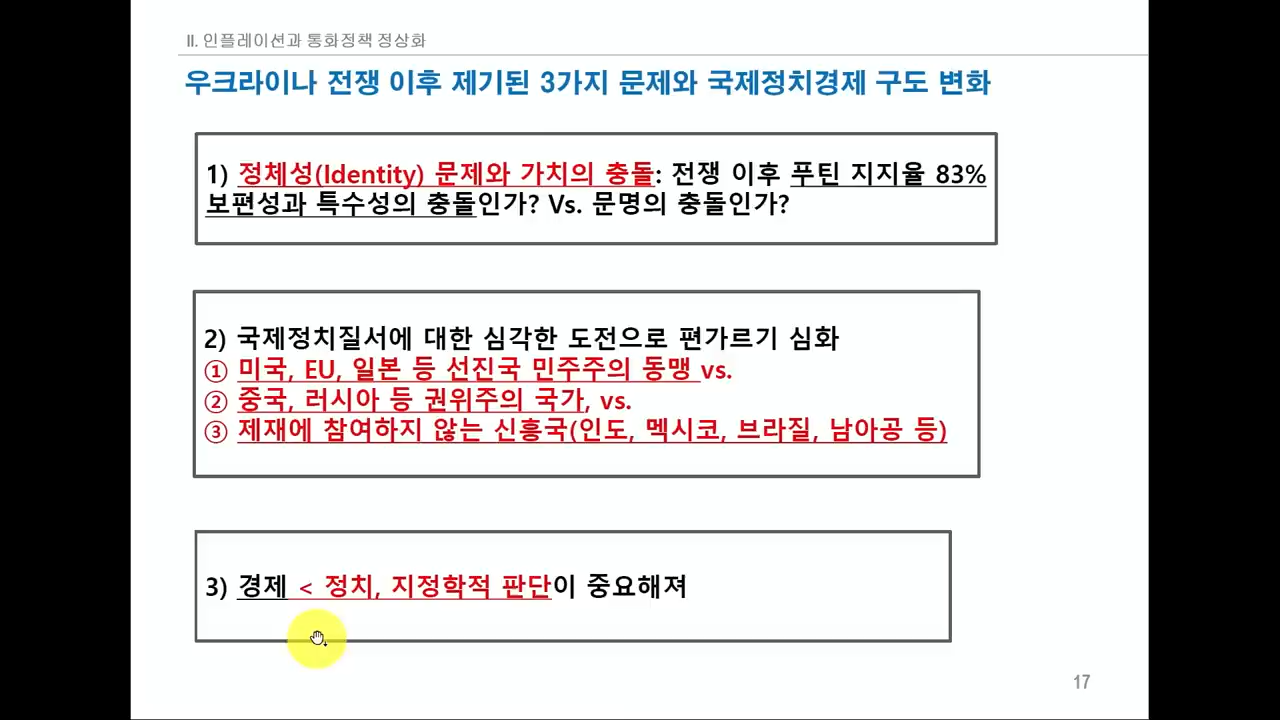 II. 인플레이션과 통화정책 정상화
우크라이나 전쟁 이후 제기된 3가지 문제와 국제정치경제 구도 변화
1) 정체성(Identity) 문제와 가치의 충돌: 전쟁 이후 푸틴 지지율 83%
보편성과 특수성의 충돌인가? Vs. 문명의 충돌인가?
2) 국제정치질서에 대한 심각한 도전으로 편가르기 심화
① 미국, EU, 일본 등 선진국 민주주의 동맹 vs.
② 중국, 러시아 등 권위주의 국가, vs.
③ 제재에 참여하지 않는 신흥국(인도, 멕시코, 브라질, 남아공 등)
3) 경제 < 정치, 지정학적 판단이 중요해져
17